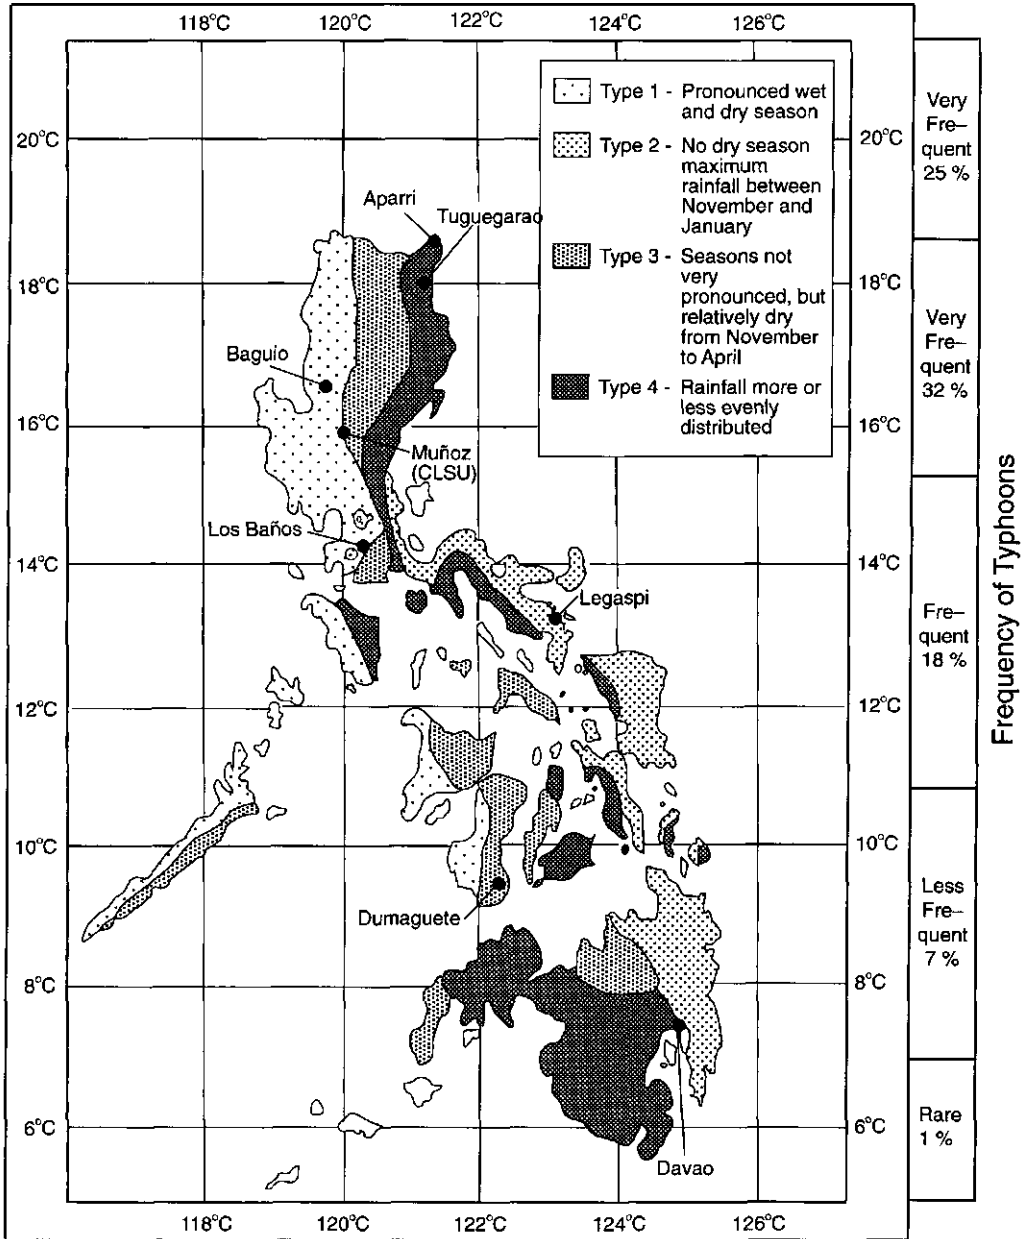 118°C 120°C 122°C 124°C 126°C
20°C
18°C
16°C
14°C
12°C
10°C
8°C
6°C
Type 1 - Pronounced wet
and dry season
Type 2 - No dry season
maximum
rainfall between
November and
January
Type 3 - Seasons not
very
pronounced, but
relatively dry
from November
to April
Type 4 - Rainfall more or
less evenly
distributed
Aparri
Tuguegarao
Baguio
Muñoz
(CLSU)
Los Baños
Legaspi
Dumaguete
Davao
20°C
18°C
16°C
14°C
12°C
10°C
8°C
6°C
118°C 120°C 122°C 124°C 126°C
Very
Fre–
quent
25 %
Very
Fre–
quent
32 %
Fre–
quent
18 %
Less
Fre–
quent
7 %
Rare
1 %
Frequency of Typhoons